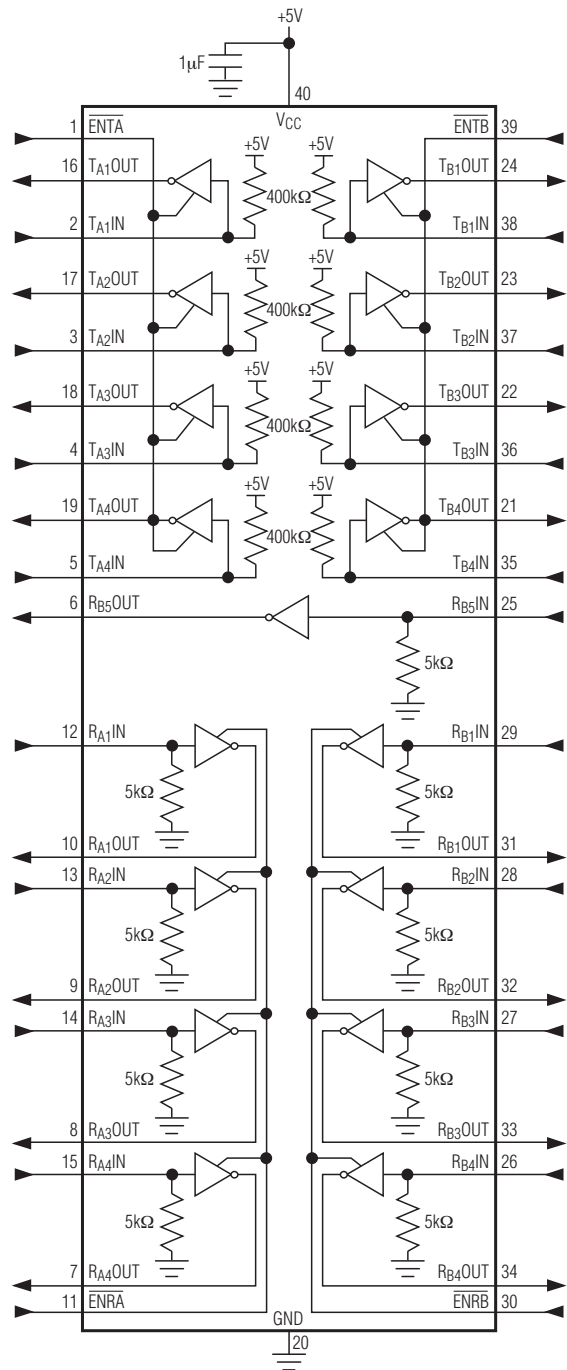 +5V
1µF
40
VCC
1 ENTA
ENTB 39
+5V +5V
16 TA1OUT
TB1OUT 24
400kΩ
2 TA1IN
TB1IN 38
+5V +5V
17 TA2OUT
TB2OUT 23
400kΩ
3 TA2IN
TB2IN 37
+5V +5V
18 TA3OUT
TB3OUT 22
400kΩ
4 TA3IN
TB3IN 36
+5V +5V
19 TA4OUT
TB4OUT 21
400kΩ
5 TA4IN
TB4IN 35
6 RB5OUT
RB5IN 25
5kΩ
12 RA1IN
RB1IN 29
5kΩ 5kΩ
10 RA1OUT
RB1OUT 31
13 RA2IN
RB2IN 28
5kΩ 5kΩ
9 RA2OUT
RB2OUT 32
14 RA3IN
RB3IN 27
5kΩ 5kΩ
8 RA3OUT
RB3OUT 33
15 RA4IN
RB4IN 26
5kΩ 5kΩ
7 RA4OUT
RB4OUT 34
11 ENRA
ENRB 30
GND
20